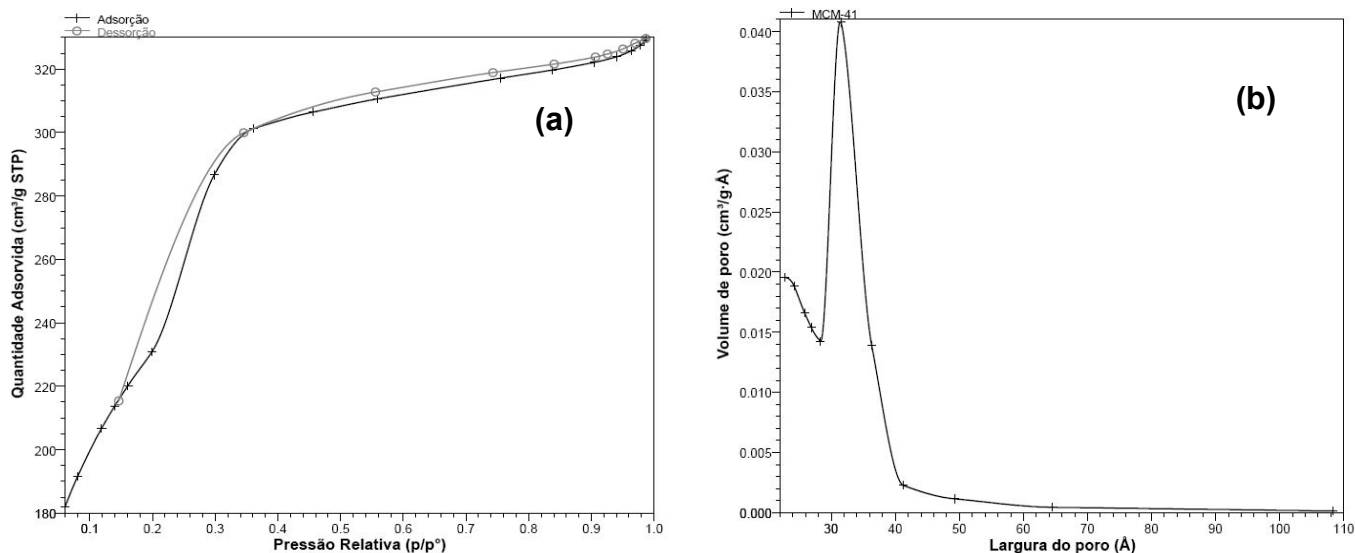 Adsorção
Dessorção
(a)
Quantidade Adsorvida (cm³/g STP)
320
300
280
260
240
220
200
180
0.1 0.2 0.3 0.4 0.5 0.6 0.7 0.8 0.9 1.0
Pressão Relativa (p/p°)
MCM-41
(b)
Volume de poro (cm³/g·Å)
0.040
0.035
0.030
0.025
0.020
0.015
0.010
0.005
0.000
30 40 50 60 70 80 90 100 110
Largura do poro (Å)